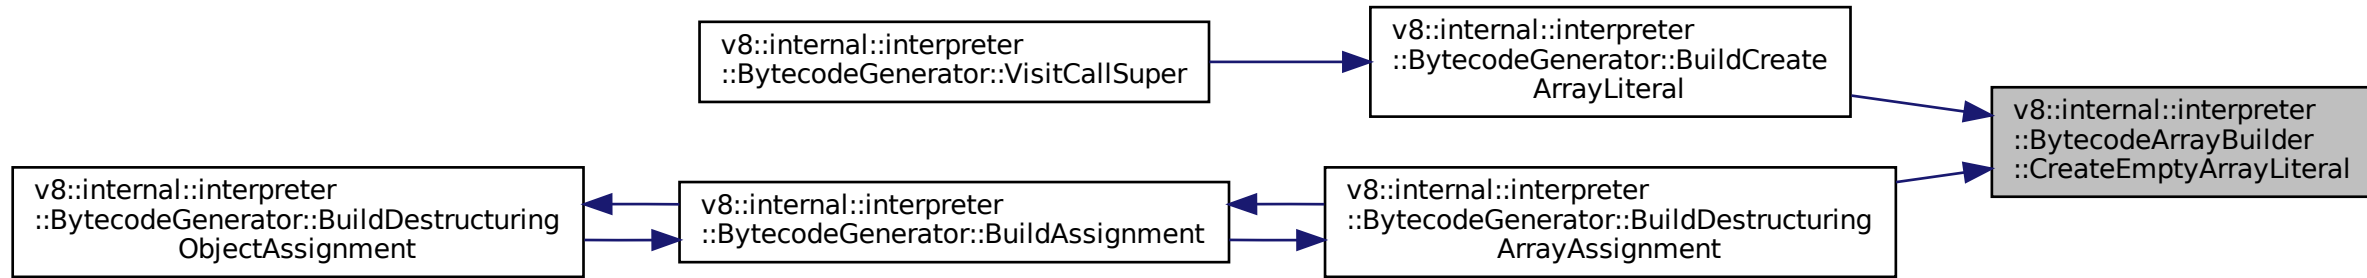 v8::internal::interpreter
::BytecodeGenerator::VisitCallSuper
v8::internal::interpreter
::BytecodeGenerator::BuildCreate
ArrayLiteral
v8::internal::interpreter
::BytecodeArrayBuilder
::CreateEmptyArrayLiteral
v8::internal::interpreter
::BytecodeGenerator::BuildDestructuring
ObjectAssignment
v8::internal::interpreter
::BytecodeGenerator::BuildAssignment
v8::internal::interpreter
::BytecodeGenerator::BuildDestructuring
ArrayAssignment